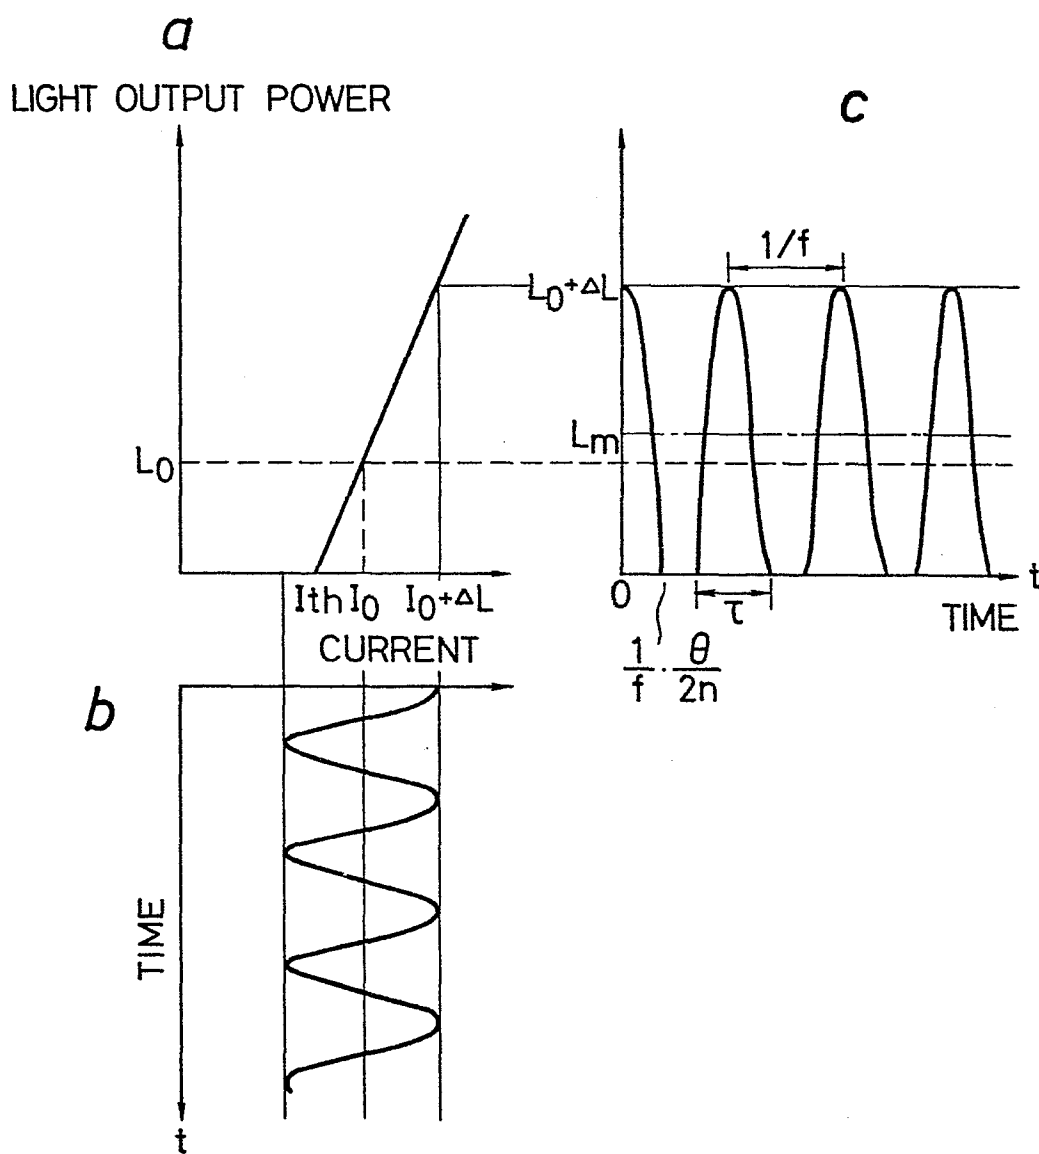 a
LIGHT OUTPUT POWER
c
1/f
L0+ΔL
Lm
L0
Ith I0 I0+ΔL
CURRENT
0
τ
t
TIME
1/f · θ/2n
b
TIME
t